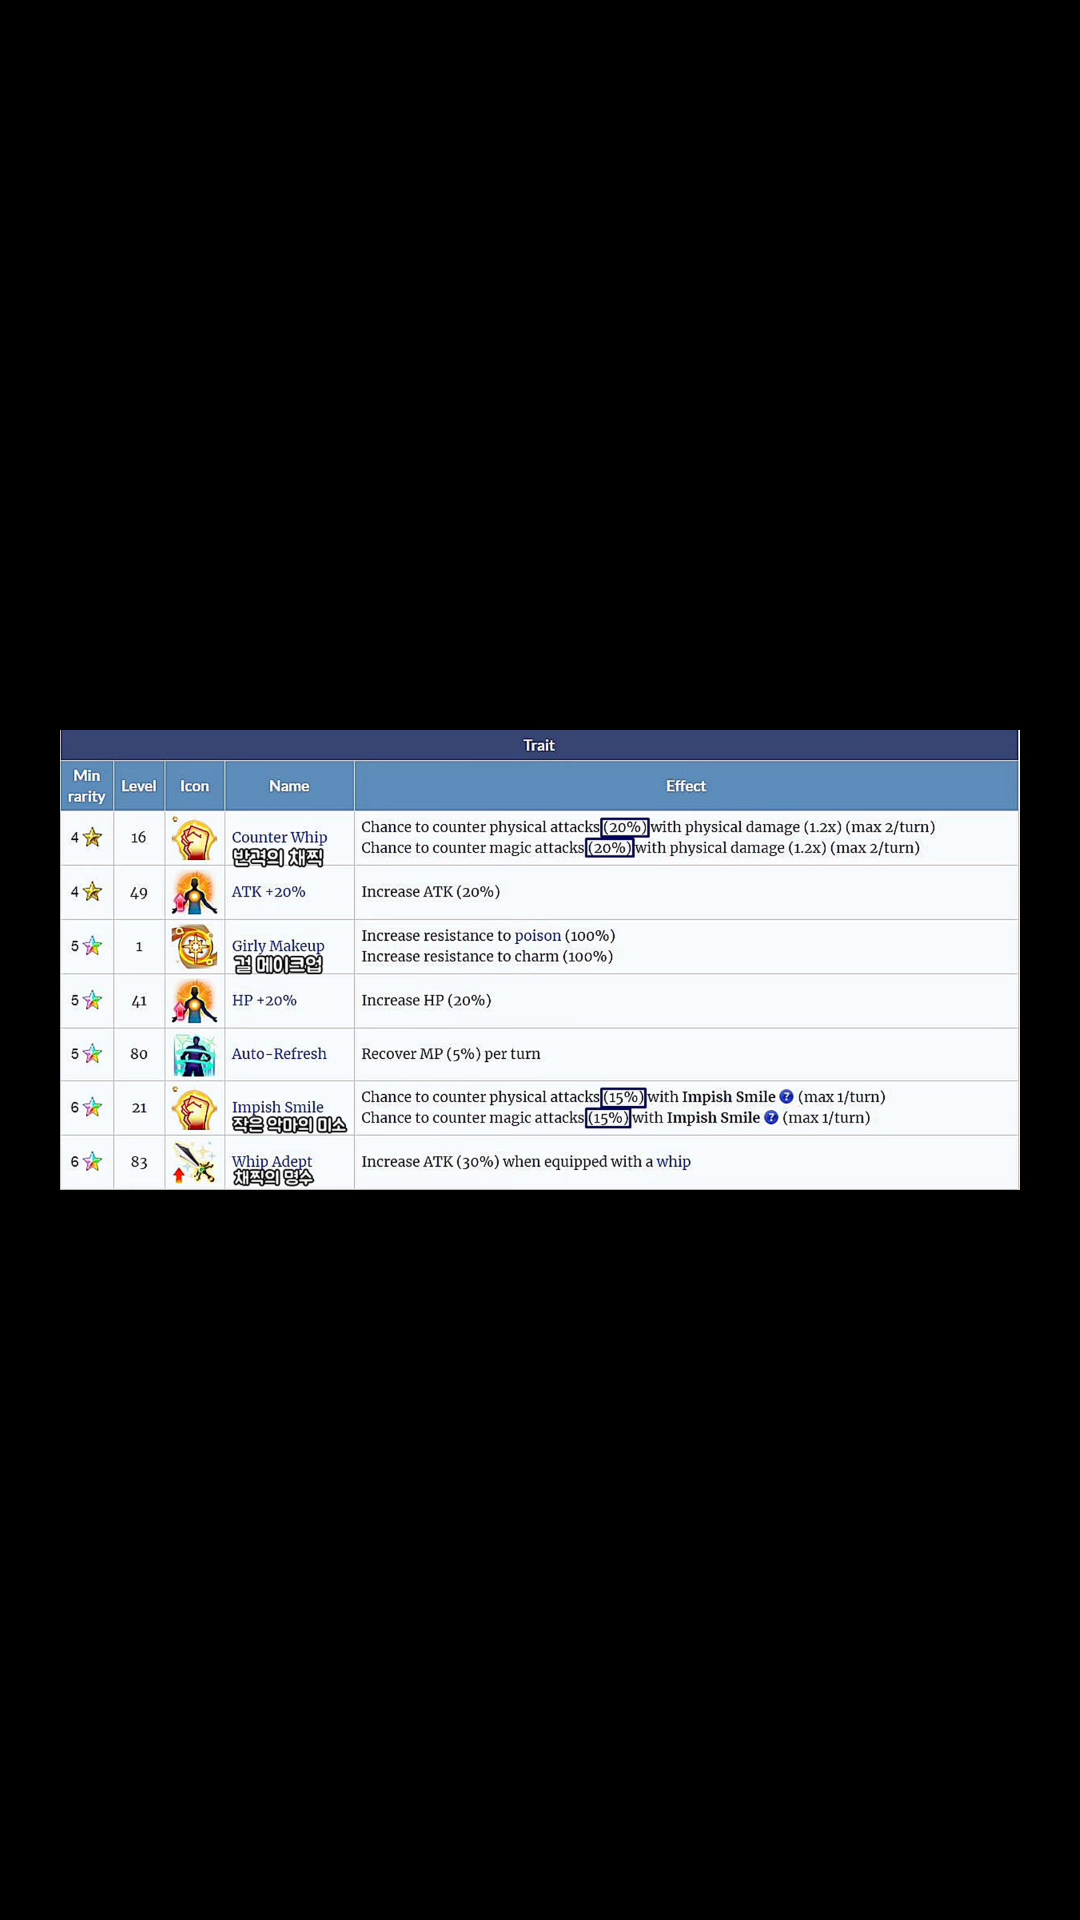 Trait
Min rarity Level Icon Name Effect
4 16 Counter Whip Chance to counter physical attacks (20%) with physical damage (1.2x) (max 2/turn)
반격의 채찍 Chance to counter magic attacks (20%) with physical damage (1.2x) (max 2/turn)
4 49 ATK +20% Increase ATK (20%)
5 1 Girly Makeup Increase resistance to poison (100%)
걸 메이크업 Increase resistance to charm (100%)
5 41 HP +20% Increase HP (20%)
5 80 Auto-Refresh Recover MP (5%) per turn
6 21 Impish Smile Chance to counter physical attacks (15%) with Impish Smile ? (max 1/turn)
작은 악마의 미소 Chance to counter magic attacks (15%) with Impish Smile ? (max 1/turn)
6 83 Whip Adept Increase ATK (30%) when equipped with a whip
채찍의 명수